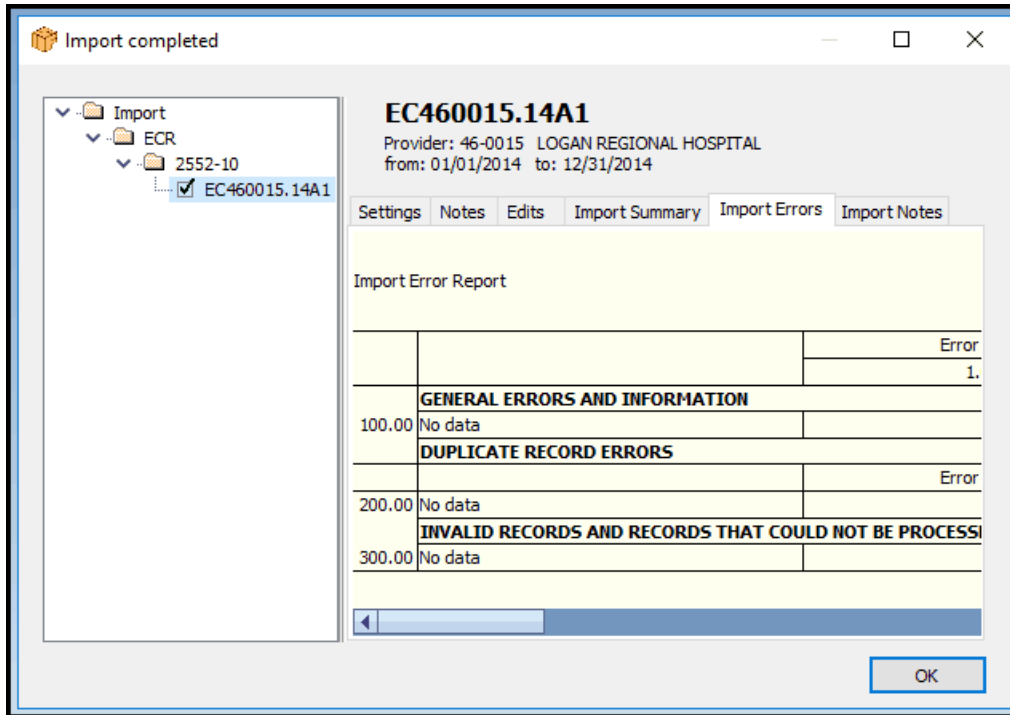 Import completed
Import
ECR
2552-10
EC460015.14A1
EC460015.14A1
Provider: 46-0015 LOGAN REGIONAL HOSPITAL
from: 01/01/2014 to: 12/31/2014
Settings Notes Edits Import Summary Import Errors Import Notes
Import Error Report
Error
1.
GENERAL ERRORS AND INFORMATION
100.00 No data
DUPLICATE RECORD ERRORS
Error
200.00 No data
INVALID RECORDS AND RECORDS THAT COULD NOT BE PROCESSI
300.00 No data
OK